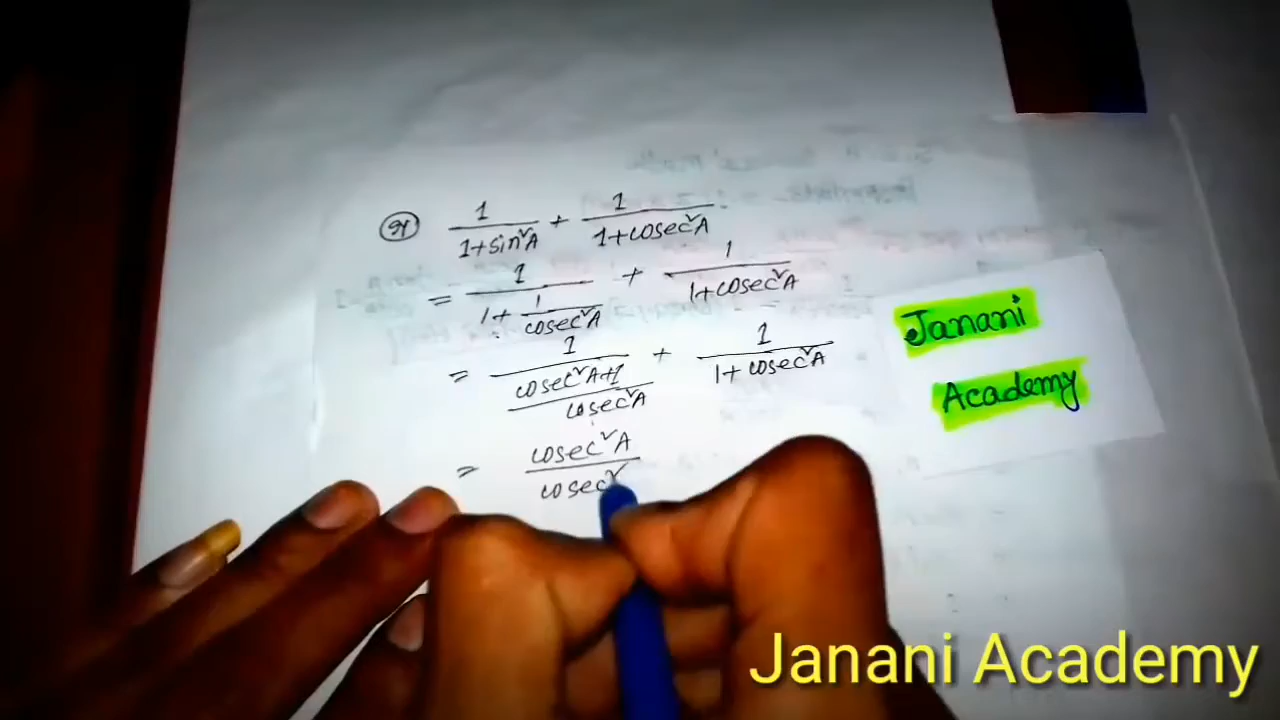 1/(1+sin²A) + 1/(1+cosec²A)
= 1/(1+1/cosec²A) + 1/(1+cosec²A)
= 1/((cosec²A+1)/cosec²A) + 1/(1+cosec²A)
= cosec²A/cosec²
Janani
Academy
Janani Academy